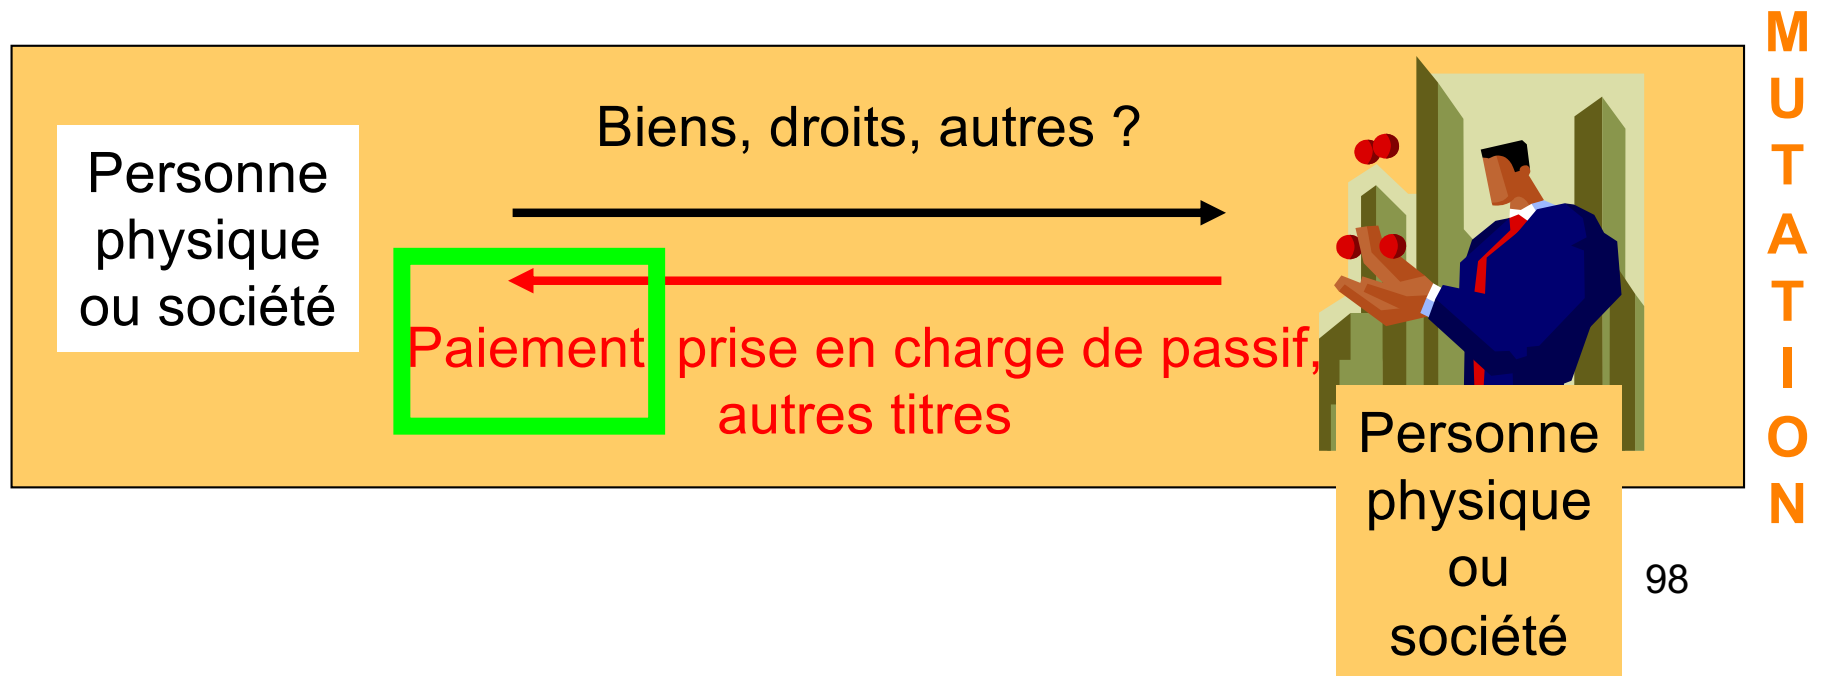 Biens, droits, autres ?
Personne
physique
ou société
Paiement, prise en charge de passif,
autres titres
Personne
physique
ou
société
98
M
U
T
A
T
I
O
N